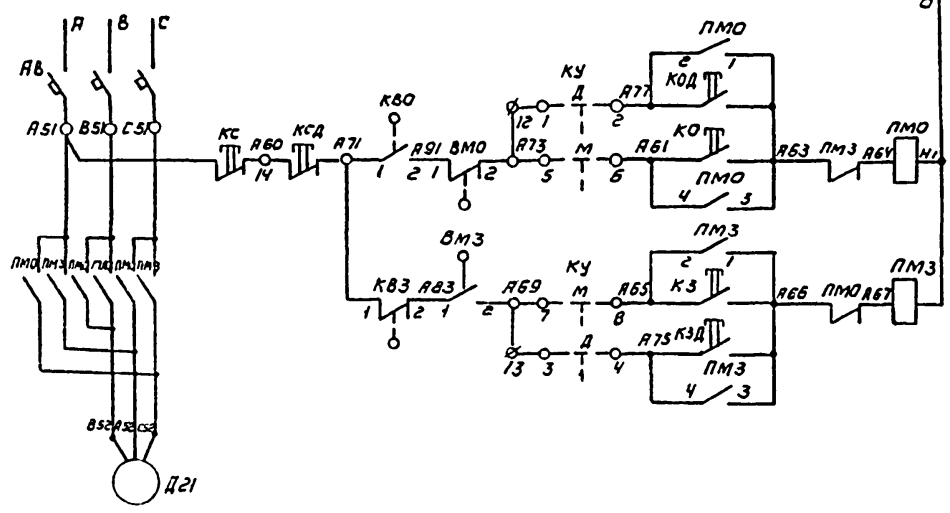 A B C
О
АВ
А51 В51 С51
КС
А60
14
КСД
А71
КВО
1 2
А91
1 2
ВМО
12
А73
КУ
Д
1 2
А77
М
5 6
А61
ПМО
2 1
КОД
КО
ПМО
4 3
А63
ПМЗ
А64
ПМО
Н1
КВЗ
1 2
А83
ВМЗ
1 2
А69
13
КУ
М
7 8
А65
Д
3 4
А75
ПМЗ
2 1
КЗ
КЗД
ПМЗ
4 3
А66
ПМО
А67
ПМЗ
ПМО ПМЗ ПМЗ ПМЗ
В52 А52 С52
Д21